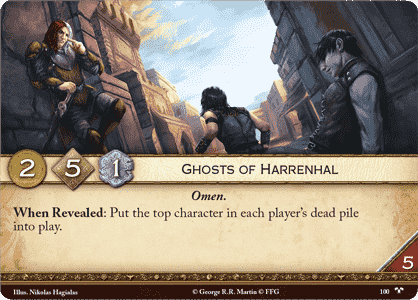 2 5 1 Ghosts of Harrenhal
Omen.
When Revealed: Put the top character in each player's dead pile
into play.
5
Illus. Nikolas Hagialas © George R.R. Martin © FFG 100